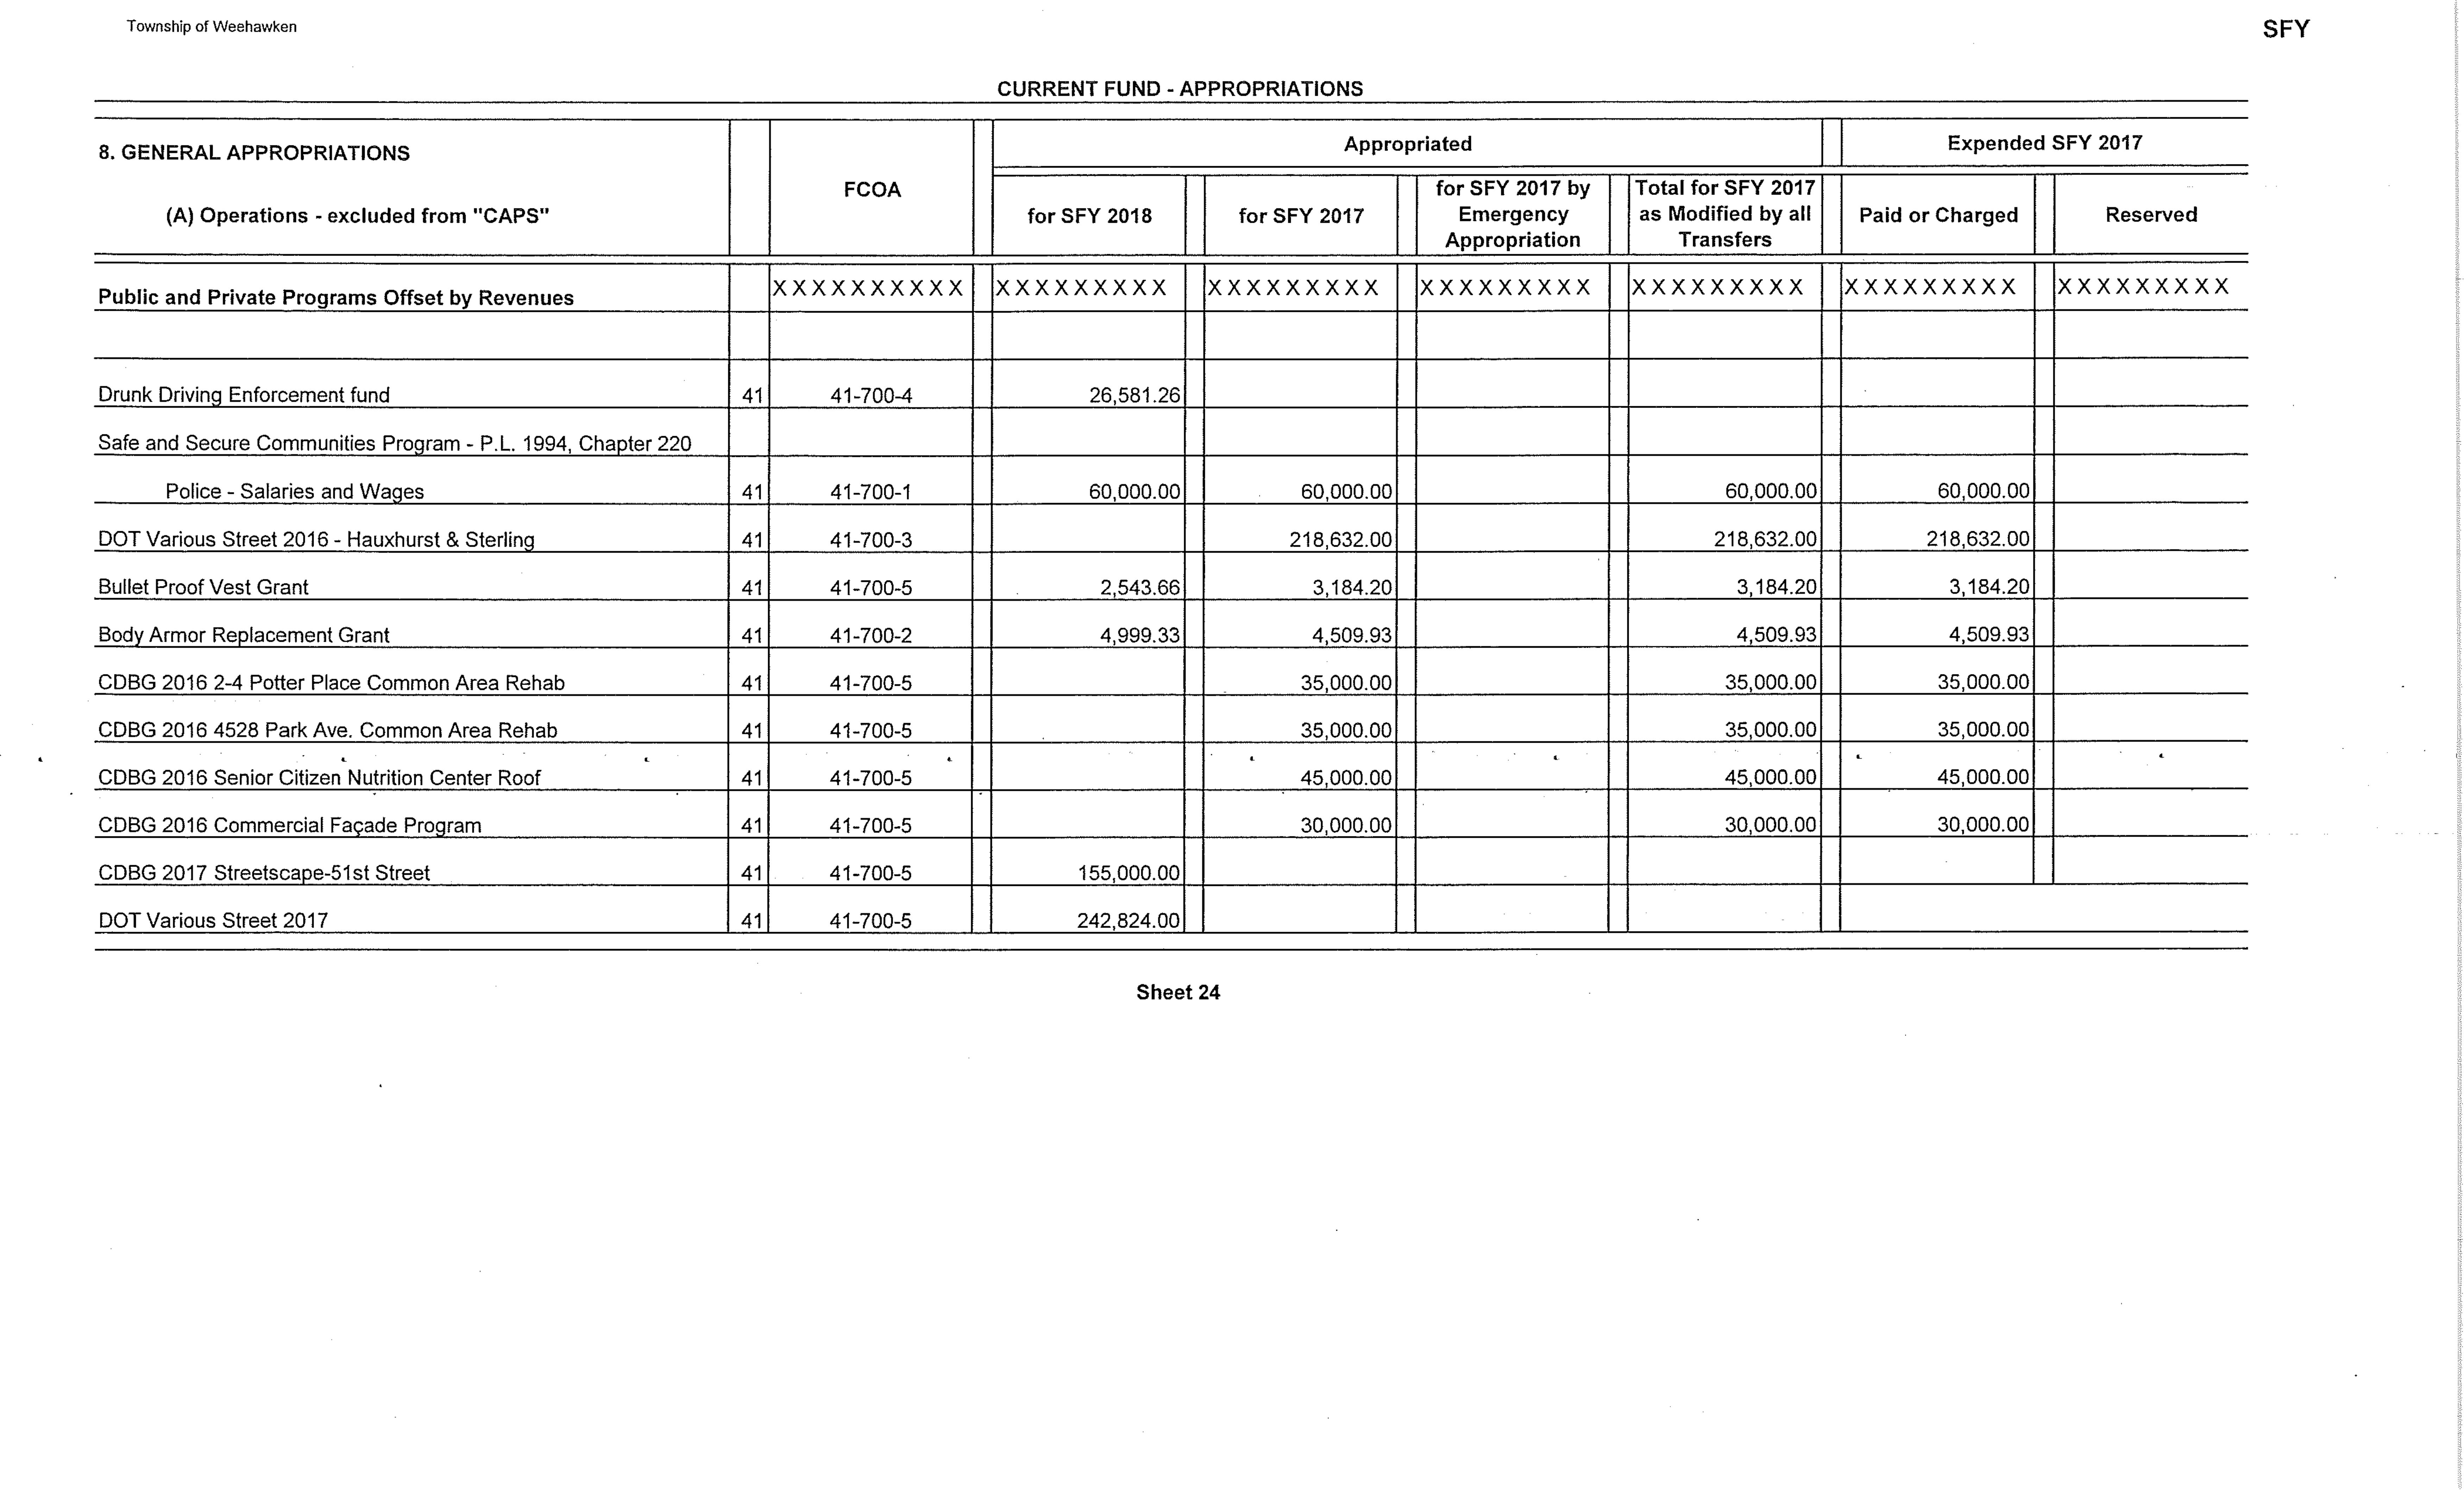 Township of Weehawken
SFY
CURRENT FUND - APPROPRIATIONS
8. GENERAL APPROPRIATIONS
(A) Operations - excluded from "CAPS"
FCOA
Appropriated
Expended SFY 2017
for SFY 2018
for SFY 2017
for SFY 2017 by
Emergency
Appropriation
Total for SFY 2017
as Modified by all
Transfers
Paid or Charged
Reserved
Public and Private Programs Offset by Revenues XXXXXXXXXX XXXXXXXXX XXXXXXXXX XXXXXXXXX XXXXXXXXX XXXXXXXXX XXXXXXXXX
Drunk Driving Enforcement fund 41 41-700-4 26,581.26
Safe and Secure Communities Program - P.L. 1994, Chapter 220
Police - Salaries and Wages 41 41-700-1 60,000.00 60,000.00 60,000.00 60,000.00
DOT Various Street 2016 - Hauxhurst & Sterling 41 41-700-3 218,632.00 218,632.00 218,632.00
Bullet Proof Vest Grant 41 41-700-5 2,543.66 3,184.20 3,184.20 3,184.20
Body Armor Replacement Grant 41 41-700-2 4,999.33 4,509.93 4,509.93 4,509.93
CDBG 2016 2-4 Potter Place Common Area Rehab 41 41-700-5 35,000.00 35,000.00 35,000.00
CDBG 2016 4528 Park Ave. Common Area Rehab 41 41-700-5 35,000.00 35,000.00 35,000.00
CDBG 2016 Senior Citizen Nutrition Center Roof 41 41-700-5 45,000.00 45,000.00 45,000.00
CDBG 2016 Commercial Façade Program 41 41-700-5 30,000.00 30,000.00 30,000.00
CDBG 2017 Streetscape-51st Street 41 41-700-5 155,000.00
DOT Various Street 2017 41 41-700-5 242,824.00
Sheet 24